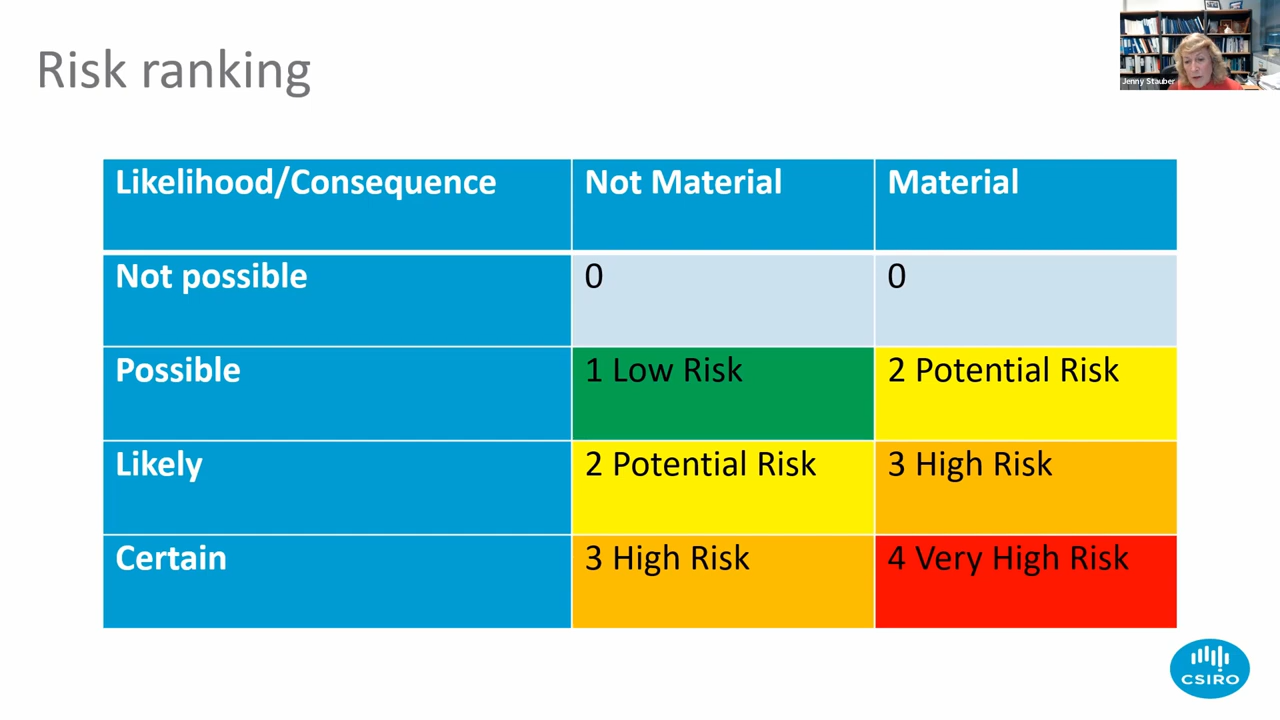 Risk ranking
Jenny Stauber
Likelihood/Consequence Not Material Material
Not possible 0 0
Possible 1 Low Risk 2 Potential Risk
Likely 2 Potential Risk 3 High Risk
Certain 3 High Risk 4 Very High Risk
CSIRO